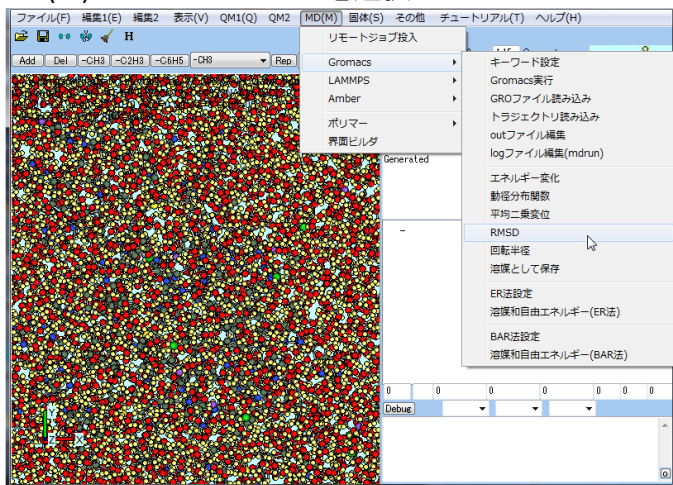 ファイル(F) 編集1(E) 編集2 表示(V) QM1(Q) QM2 MD(M) 固体(S) その他 チュートリアル(T) ヘルプ(H)
H
Add Del -CH3 -C2H3 -C6H5 -CH3 Rep
リモートジョブ投入
Gromacs
LAMMPS
Amber
ポリマー
界面ビルダ
キーワード設定
Gromacs実行
GROファイル読み込み
トラジェクトリ読み込み
outファイル編集
logファイル編集(mdrun)
エネルギー変化
動径分布関数
平均二乗変位
RMSD
回転半径
溶媒として保存
ER法設定
溶媒和自由エネルギー(ER法)
BAR法設定
溶媒和自由エネルギー(BAR法)
Generated
-
0 0 0 0 0 0 0
Debug
Y
Z X
o